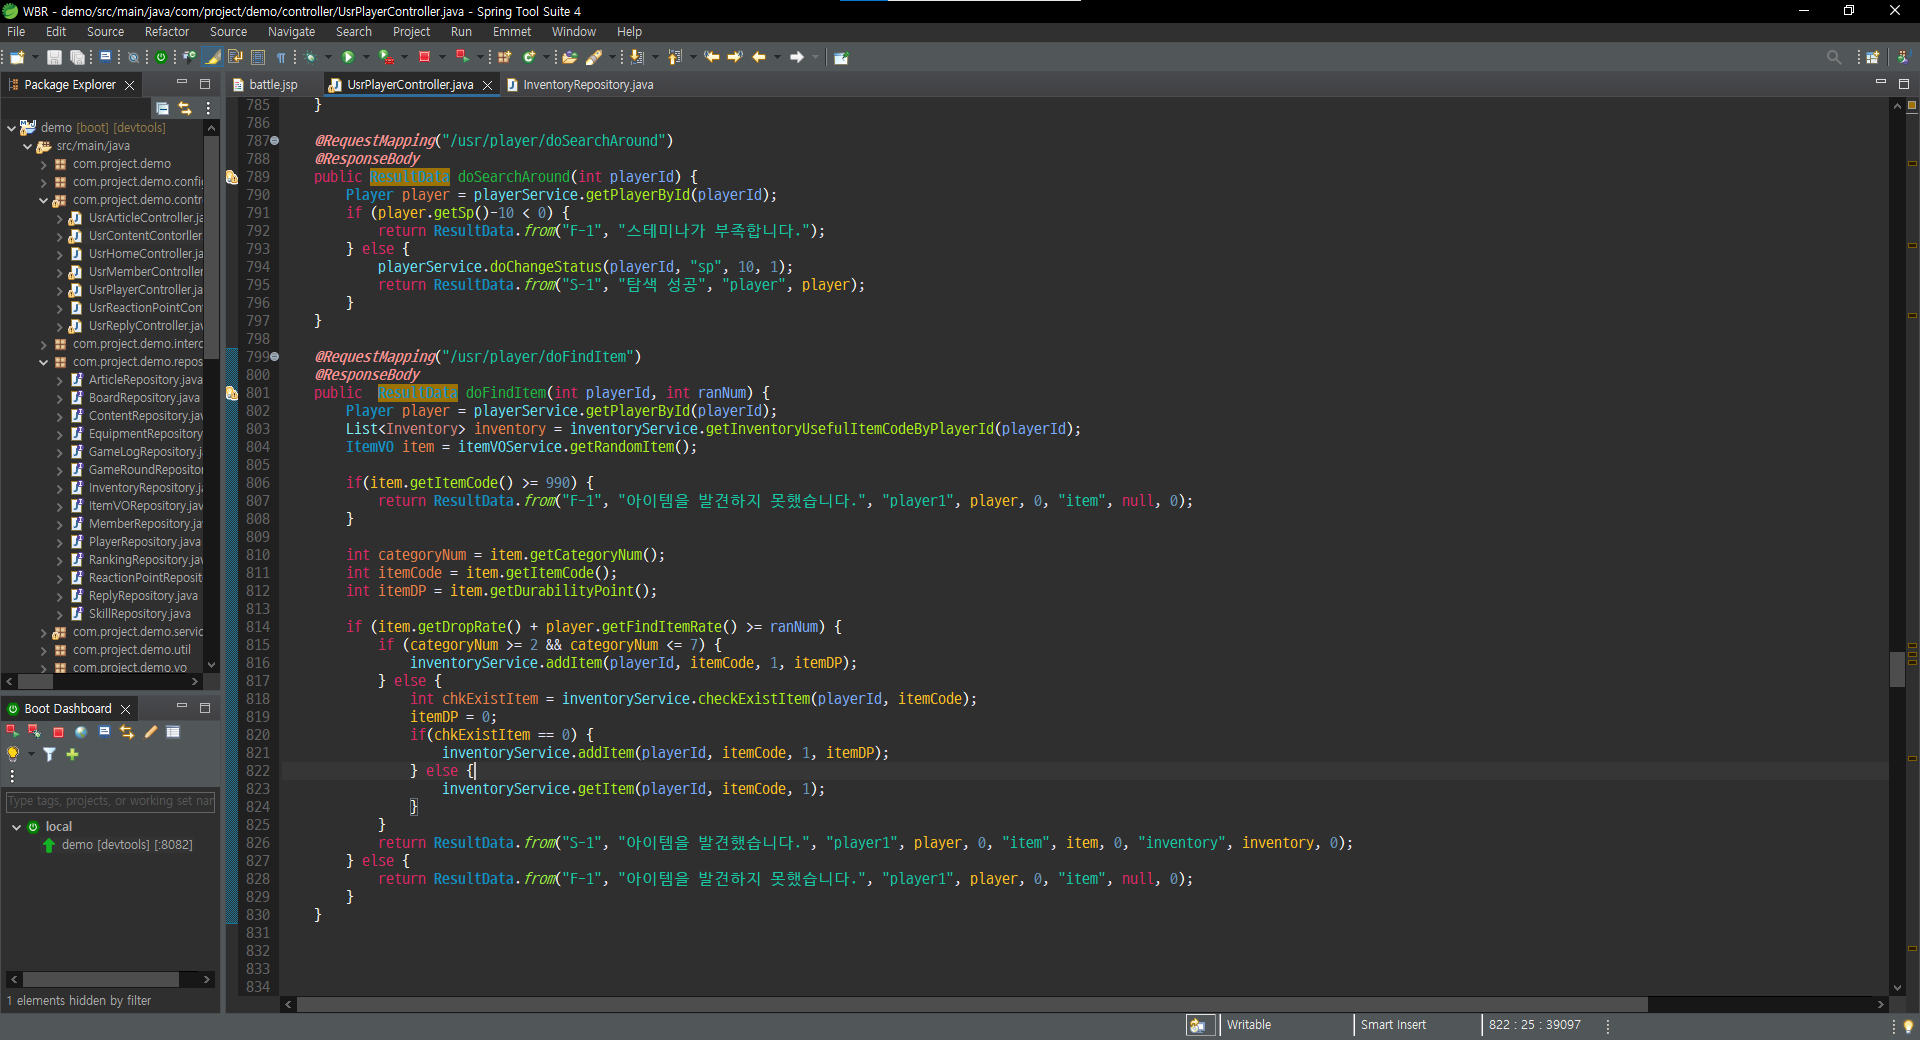 WBR - demo/src/main/java/com/project/demo/controller/UsrPlayerController.java - Spring Tool Suite 4
File Edit Source Refactor Source Navigate Search Project Run Emmet Window Help
Package Explorer
demo [boot] [devtools]
src/main/java
com.project.demo
com.project.demo.confi
com.project.demo.contr
UsrArticleController.ja
UsrContentContorller
UsrHomeController.ja
UsrMemberController
UsrPlayerController.ja
UsrReactionPointCon
UsrReplyController.jav
com.project.demo.interc
com.project.demo.repos
ArticleRepository.java
BoardRepository.java
ContentRepository.jav
EquipmentRepository
GameLogRepository.j
GameRoundRepositor
InventoryRepository.ja
ItemVORepository.jav
MemberRepository.ja
PlayerRepository.java
RankingRepository.jav
ReactionPointReposit
ReplyRepository.java
SkillRepository.java
com.project.demo.servic
com.project.demo.util
com.project.demo.vo
Boot Dashboard
Type tags, projects, or working set nar
local
demo [devtools] [:8082]
1 elements hidden by filter
battle.jsp UsrPlayerController.java InventoryRepository.java
785 }
786
787 @RequestMapping("/usr/player/doSearchAround")
788 @ResponseBody
789 public ResultData doSearchAround(int playerId) {
790 Player player = playerService.getPlayerById(playerId);
791 if (player.getSp()-10 < 0) {
792 return ResultData.from("F-1", "스테미나가 부족합니다.");
793 } else {
794 playerService.doChangeStatus(playerId, "sp", 10, 1);
795 return ResultData.from("S-1", "탐색 성공", "player", player);
796 }
797 }
798
799 @RequestMapping("/usr/player/doFindItem")
800 @ResponseBody
801 public ResultData doFindItem(int playerId, int ranNum) {
802 Player player = playerService.getPlayerById(playerId);
803 List<Inventory> inventory = inventoryService.getInventoryUsefulItemCodeByPlayerId(playerId);
804 ItemVO item = itemVOService.getRandomItem();
805
806 if(item.getItemCode() >= 990) {
807 return ResultData.from("F-1", "아이템을 발견하지 못했습니다.", "player1", player, 0, "item", null, 0);
808 }
809
810 int categoryNum = item.getCategoryNum();
811 int itemCode = item.getItemCode();
812 int itemDP = item.getDurabilityPoint();
813
814 if (item.getDropRate() + player.getFindItemRate() >= ranNum) {
815 if (categoryNum >= 2 && categoryNum <= 7) {
816 inventoryService.addItem(playerId, itemCode, 1, itemDP);
817 } else {
818 int chkExistItem = inventoryService.checkExistItem(playerId, itemCode);
819 itemDP = 0;
820 if(chkExistItem == 0) {
821 inventoryService.addItem(playerId, itemCode, 1, itemDP);
822 } else {
823 inventoryService.getItem(playerId, itemCode, 1);
824 }
825 }
826 return ResultData.from("S-1", "아이템을 발견했습니다.", "player1", player, 0, "item", item, 0, "inventory", inventory, 0);
827 } else {
828 return ResultData.from("F-1", "아이템을 발견하지 못했습니다.", "player1", player, 0, "item", null, 0);
829 }
830 }
831
832
833
834
Writable Smart Insert 822 : 25 : 39097